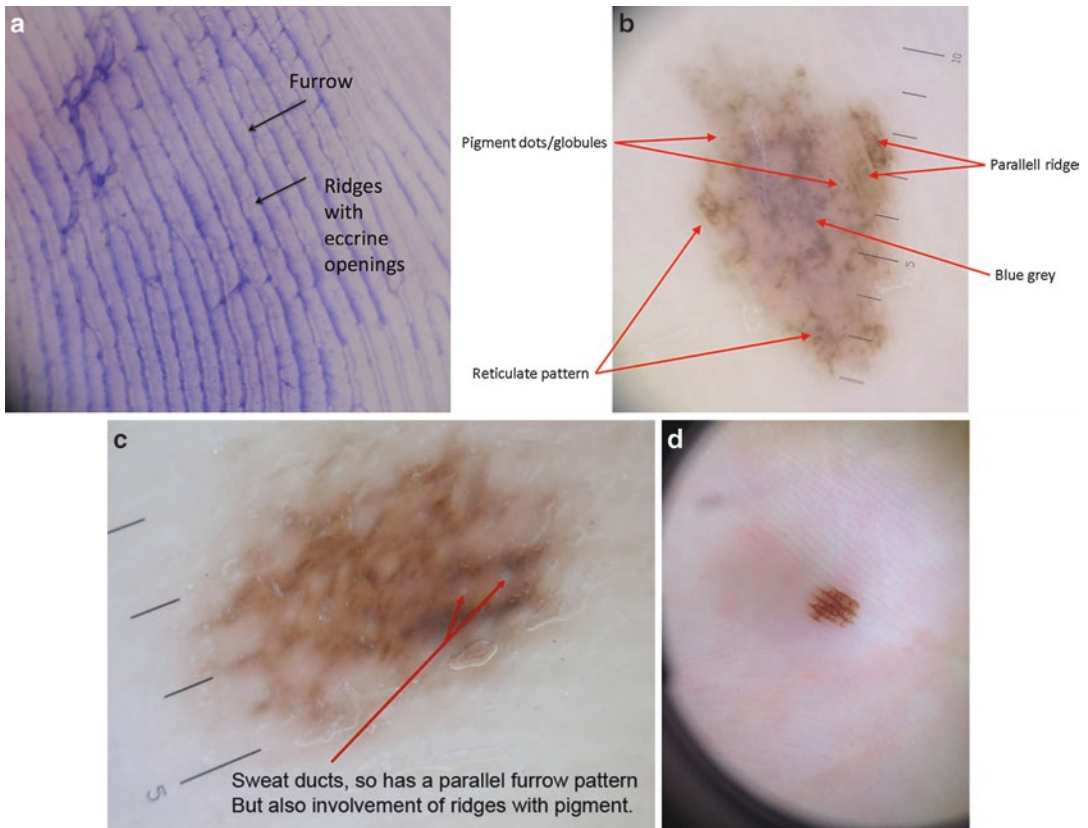 a
Furrow
Ridges
with
eccrine
openings
b
10
Pigment dots/globules
Parallell ridges
5
Blue grey
Reticulate pattern
c
Sweat ducts, so has a parallel furrow pattern
But also involvement of ridges with pigment.
5
d